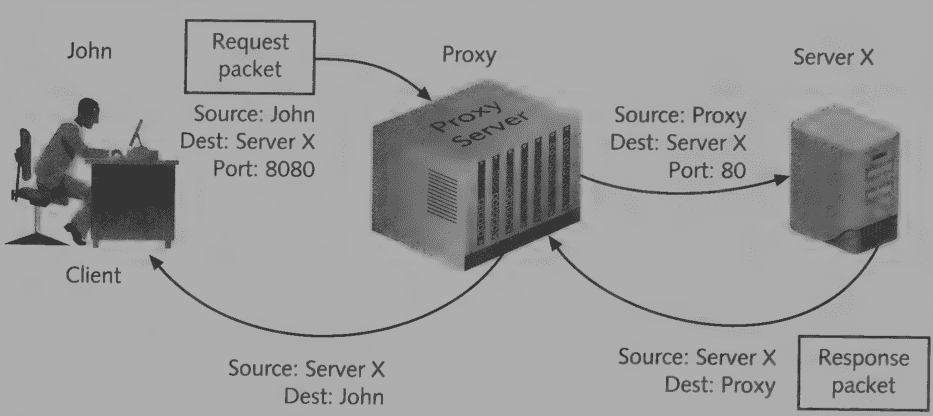 John
Request
packet
Proxy
Server X
Source: John
Dest: Server X
Port: 8080
Proxy
Server
Source: Proxy
Dest: Server X
Port: 80
Client
Source: Server X
Dest: John
Source: Server X
Dest: Proxy
Response
packet